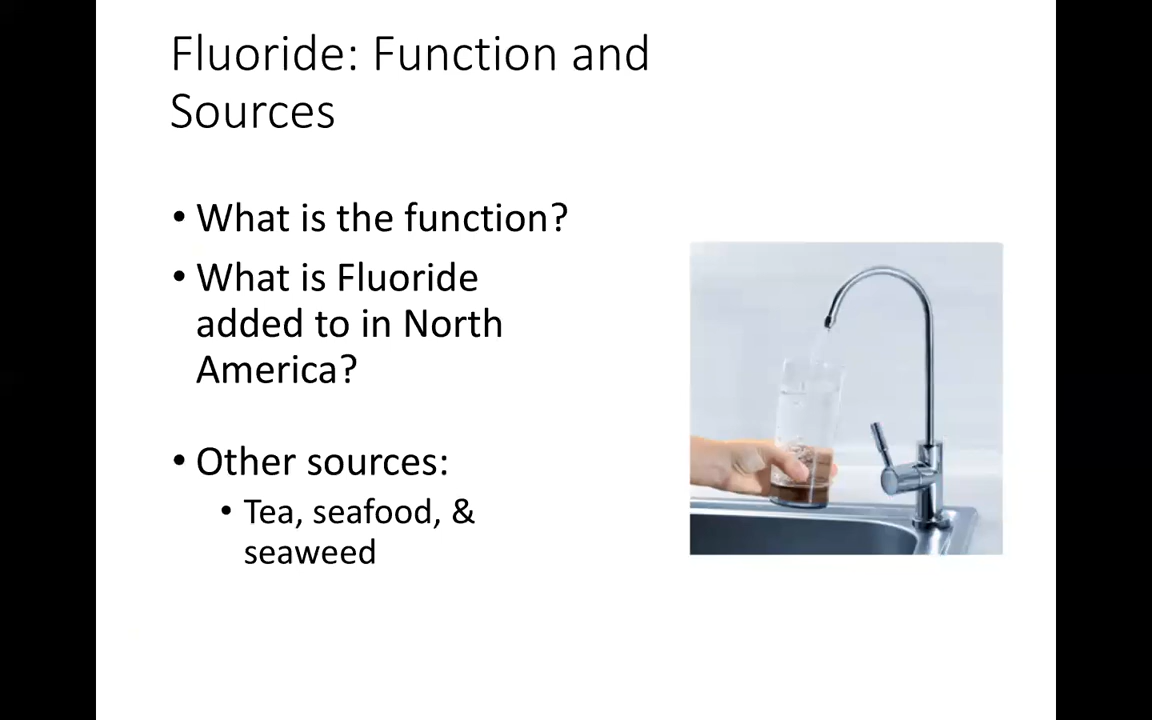 Fluoride: Function and
Sources
• What is the function?
• What is Fluoride
added to in North
America?
• Other sources:
• Tea, seafood, &
seaweed